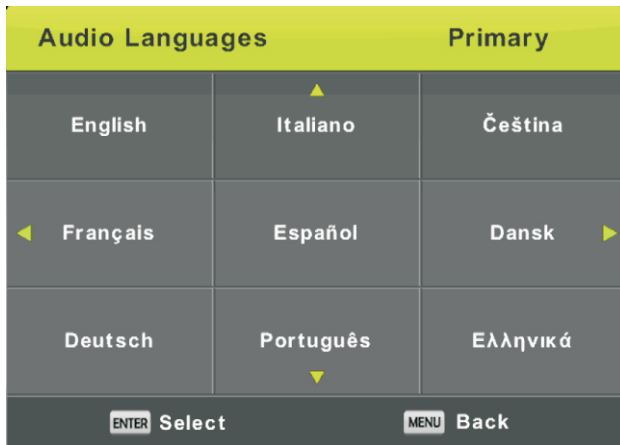 Audio Languages Primary
English Italiano Čeština
Français Español Dansk
Deutsch Português Ελληνικά
ENTER Select MENU Back